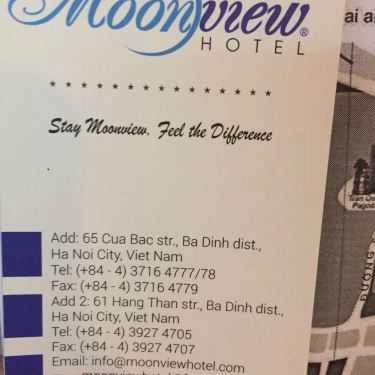 Moonview®
HOTEL
* * * * * * * * * * * * * * *
Stay Moonview. Feel the Difference
Add: 65 Cua Bac str., Ba Dinh dist.,
Ha Noi City, Viet Nam
Tel: (+84 - 4) 3716 4777/78
Fax: (+84 - 4) 3716 4779
Add 2: 61 Hang Than str., Ba Dinh dist.,
Ha Noi City, Viet Nam
Tel: (+84 - 4) 3927 4705
Fax: (+84 - 4) 3927 4707
Email: info@moonviewhotel.com
ai a
Pagoda
ĐƯỜNG